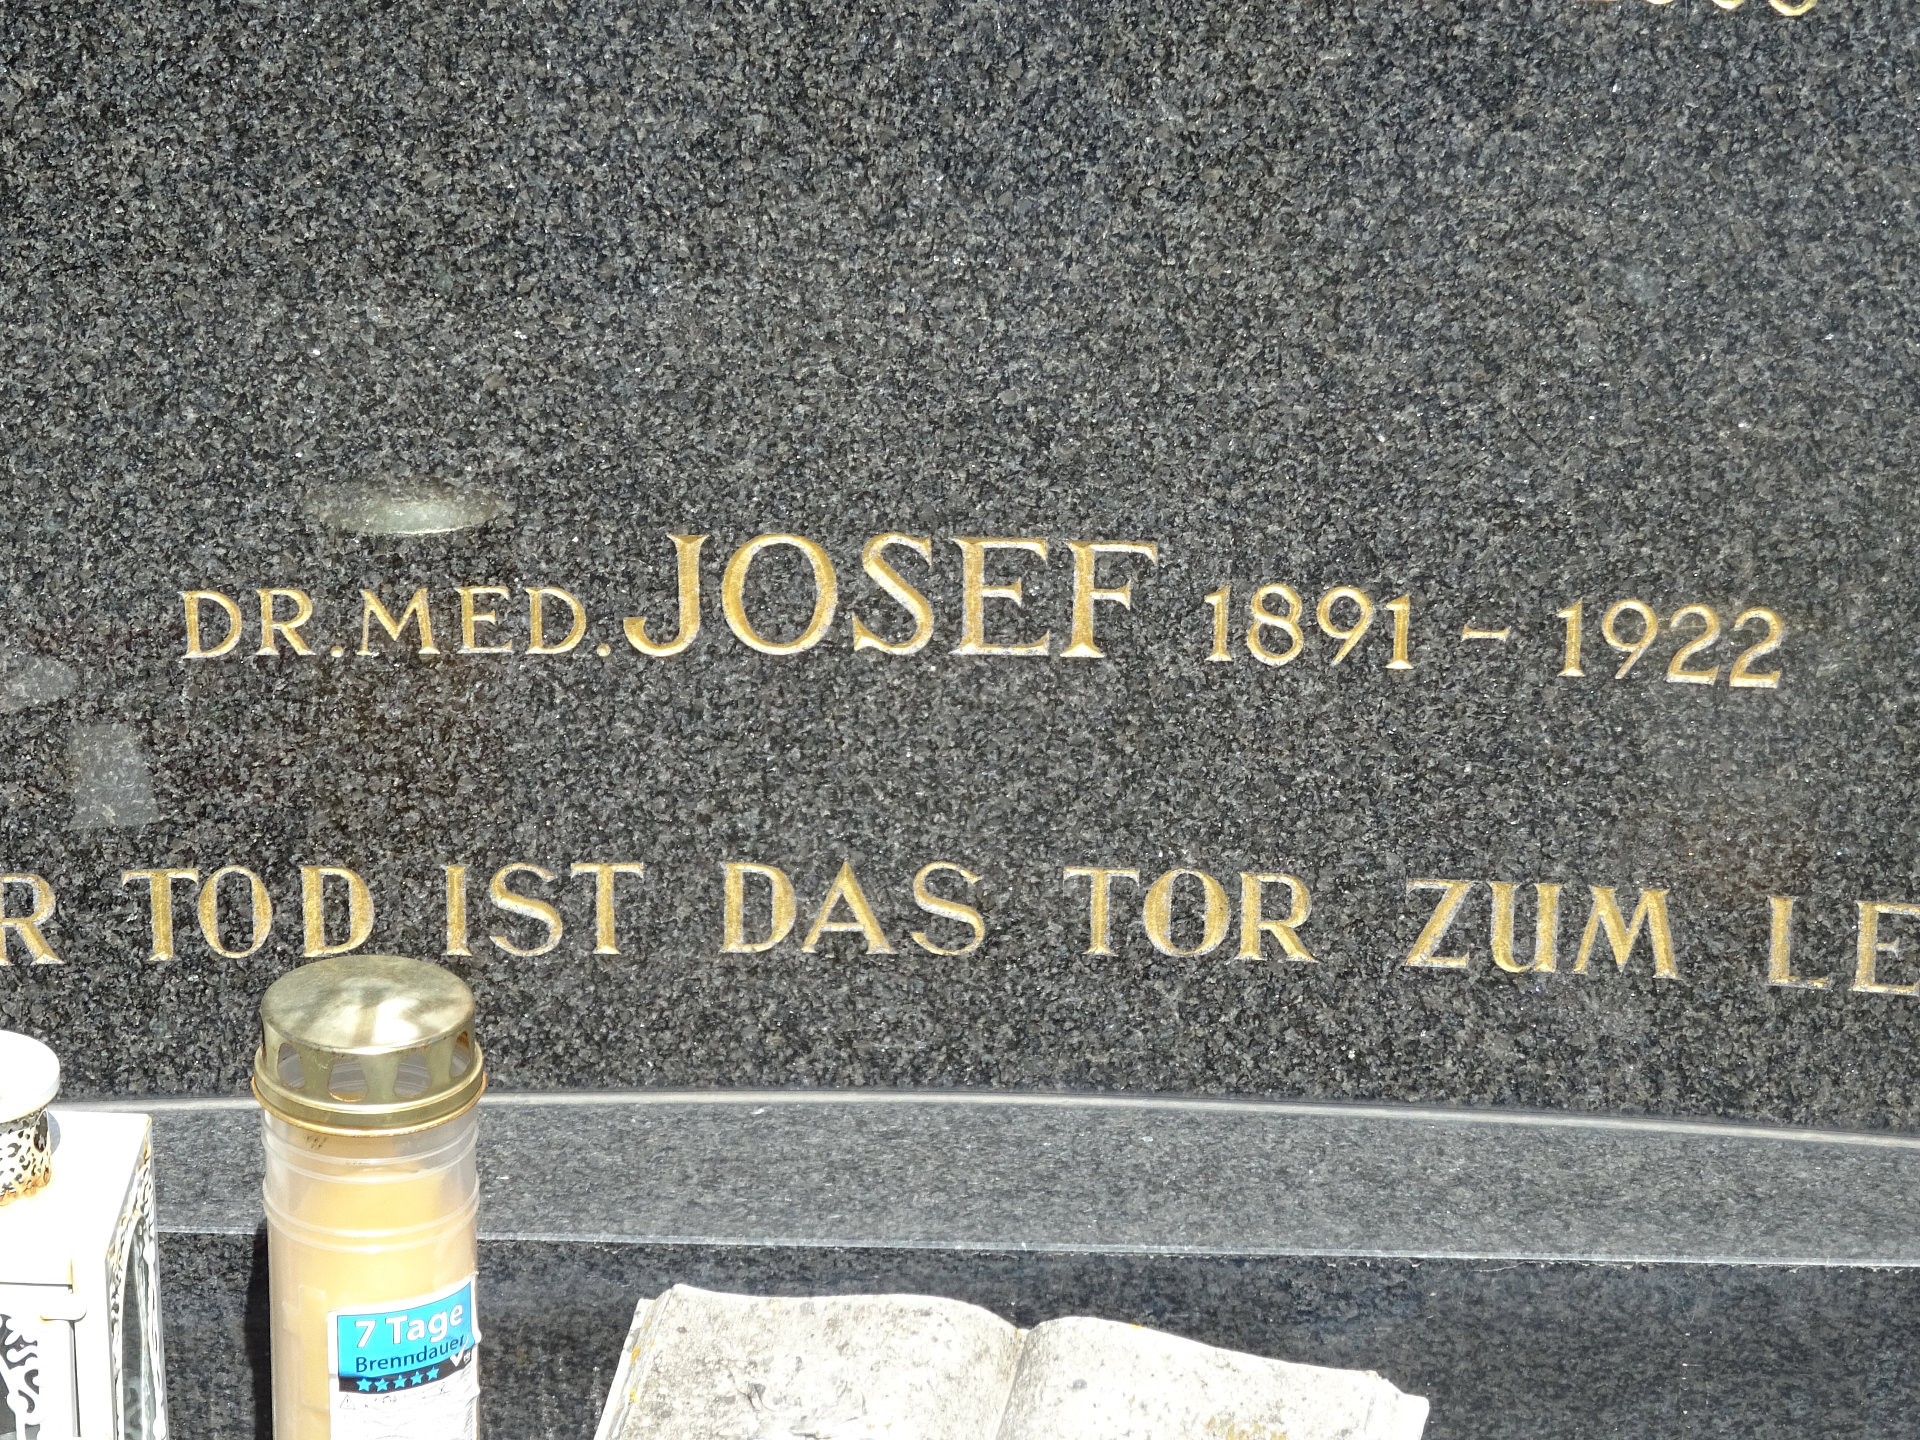 DR.MED.JOSEF 1891 - 1922
R TOD IST DAS TOR ZUM LE
7 Tage
Brenndauer